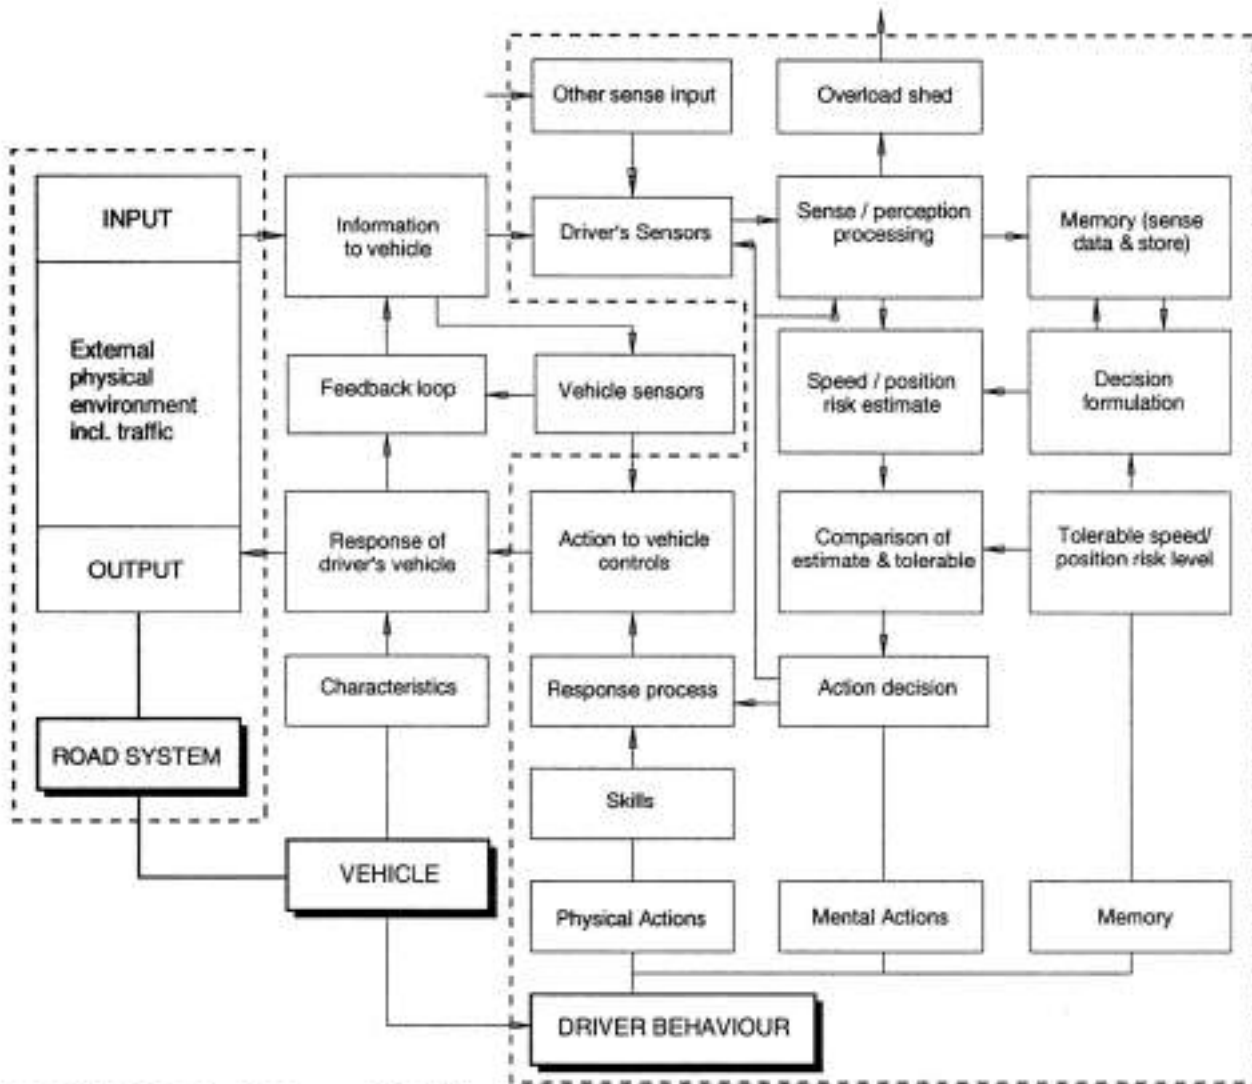 Other sense input
Overload shed
INPUT
Information
to vehicle
Driver's Sensors
Sense / perception
processing
Memory (sense
data & store)
External
physical
environment
incl. traffic
Feedback loop
Vehicle sensors
Speed / position
risk estimate
Decision
formulation
OUTPUT
Response of
driver's vehicle
Action to vehicle
controls
Comparison of
estimate & tolerable
Tolerable speed/
position risk level
Characteristics
Response process
Action decision
ROAD SYSTEM
Skills
VEHICLE
Physical Actions
Mental Actions
Memory
DRIVER BEHAVIOUR